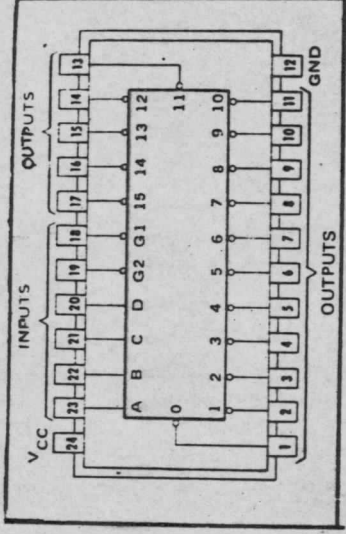 INPUTS OUTPUTS
VCC
24 23 22 21 20 19 18 17 16 15 14 13
A B C D G2 G1 15 14 13 12
0 11
1 2 3 4 5 6 7 8 9 10
1 2 3 4 5 6 7 8 9 10 11 12
GND
OUTPUTS